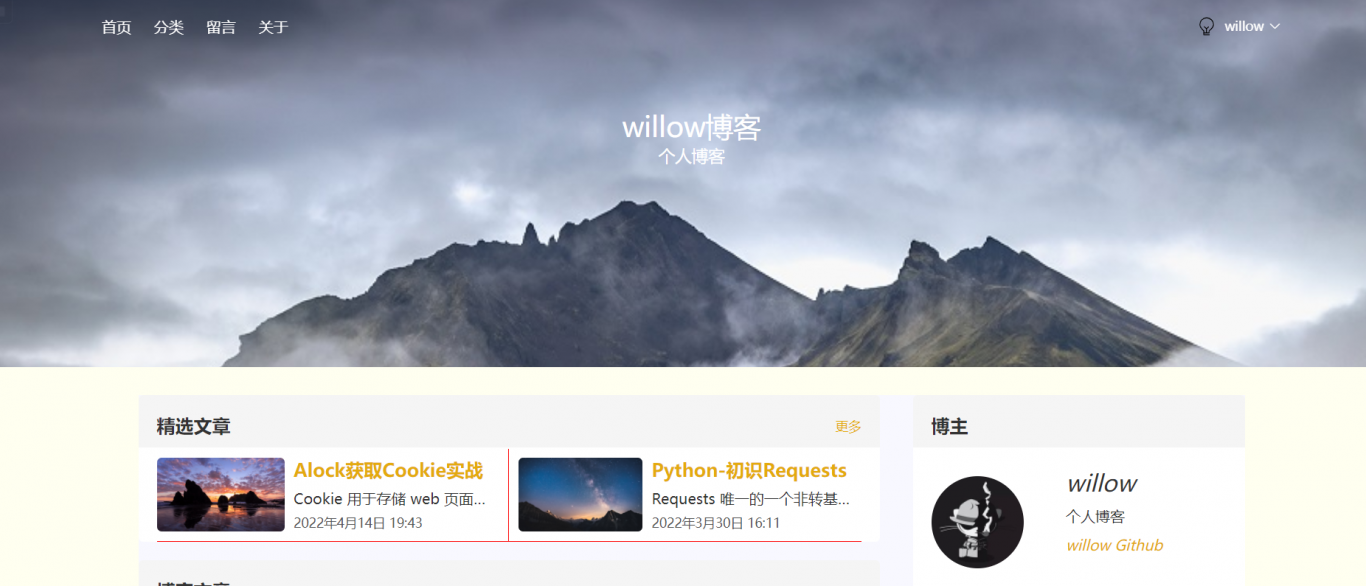 首页 分类 留言 关于 willow
willow博客
个人博客
精选文章 更多
Alock获取Cookie实战
Cookie 用于存储 web 页面...
2022年4月14日 19:43
Python-初识Requests
Requests 唯一的一个非转基...
2022年3月30日 16:11
博主
willow
个人博客
willow Github